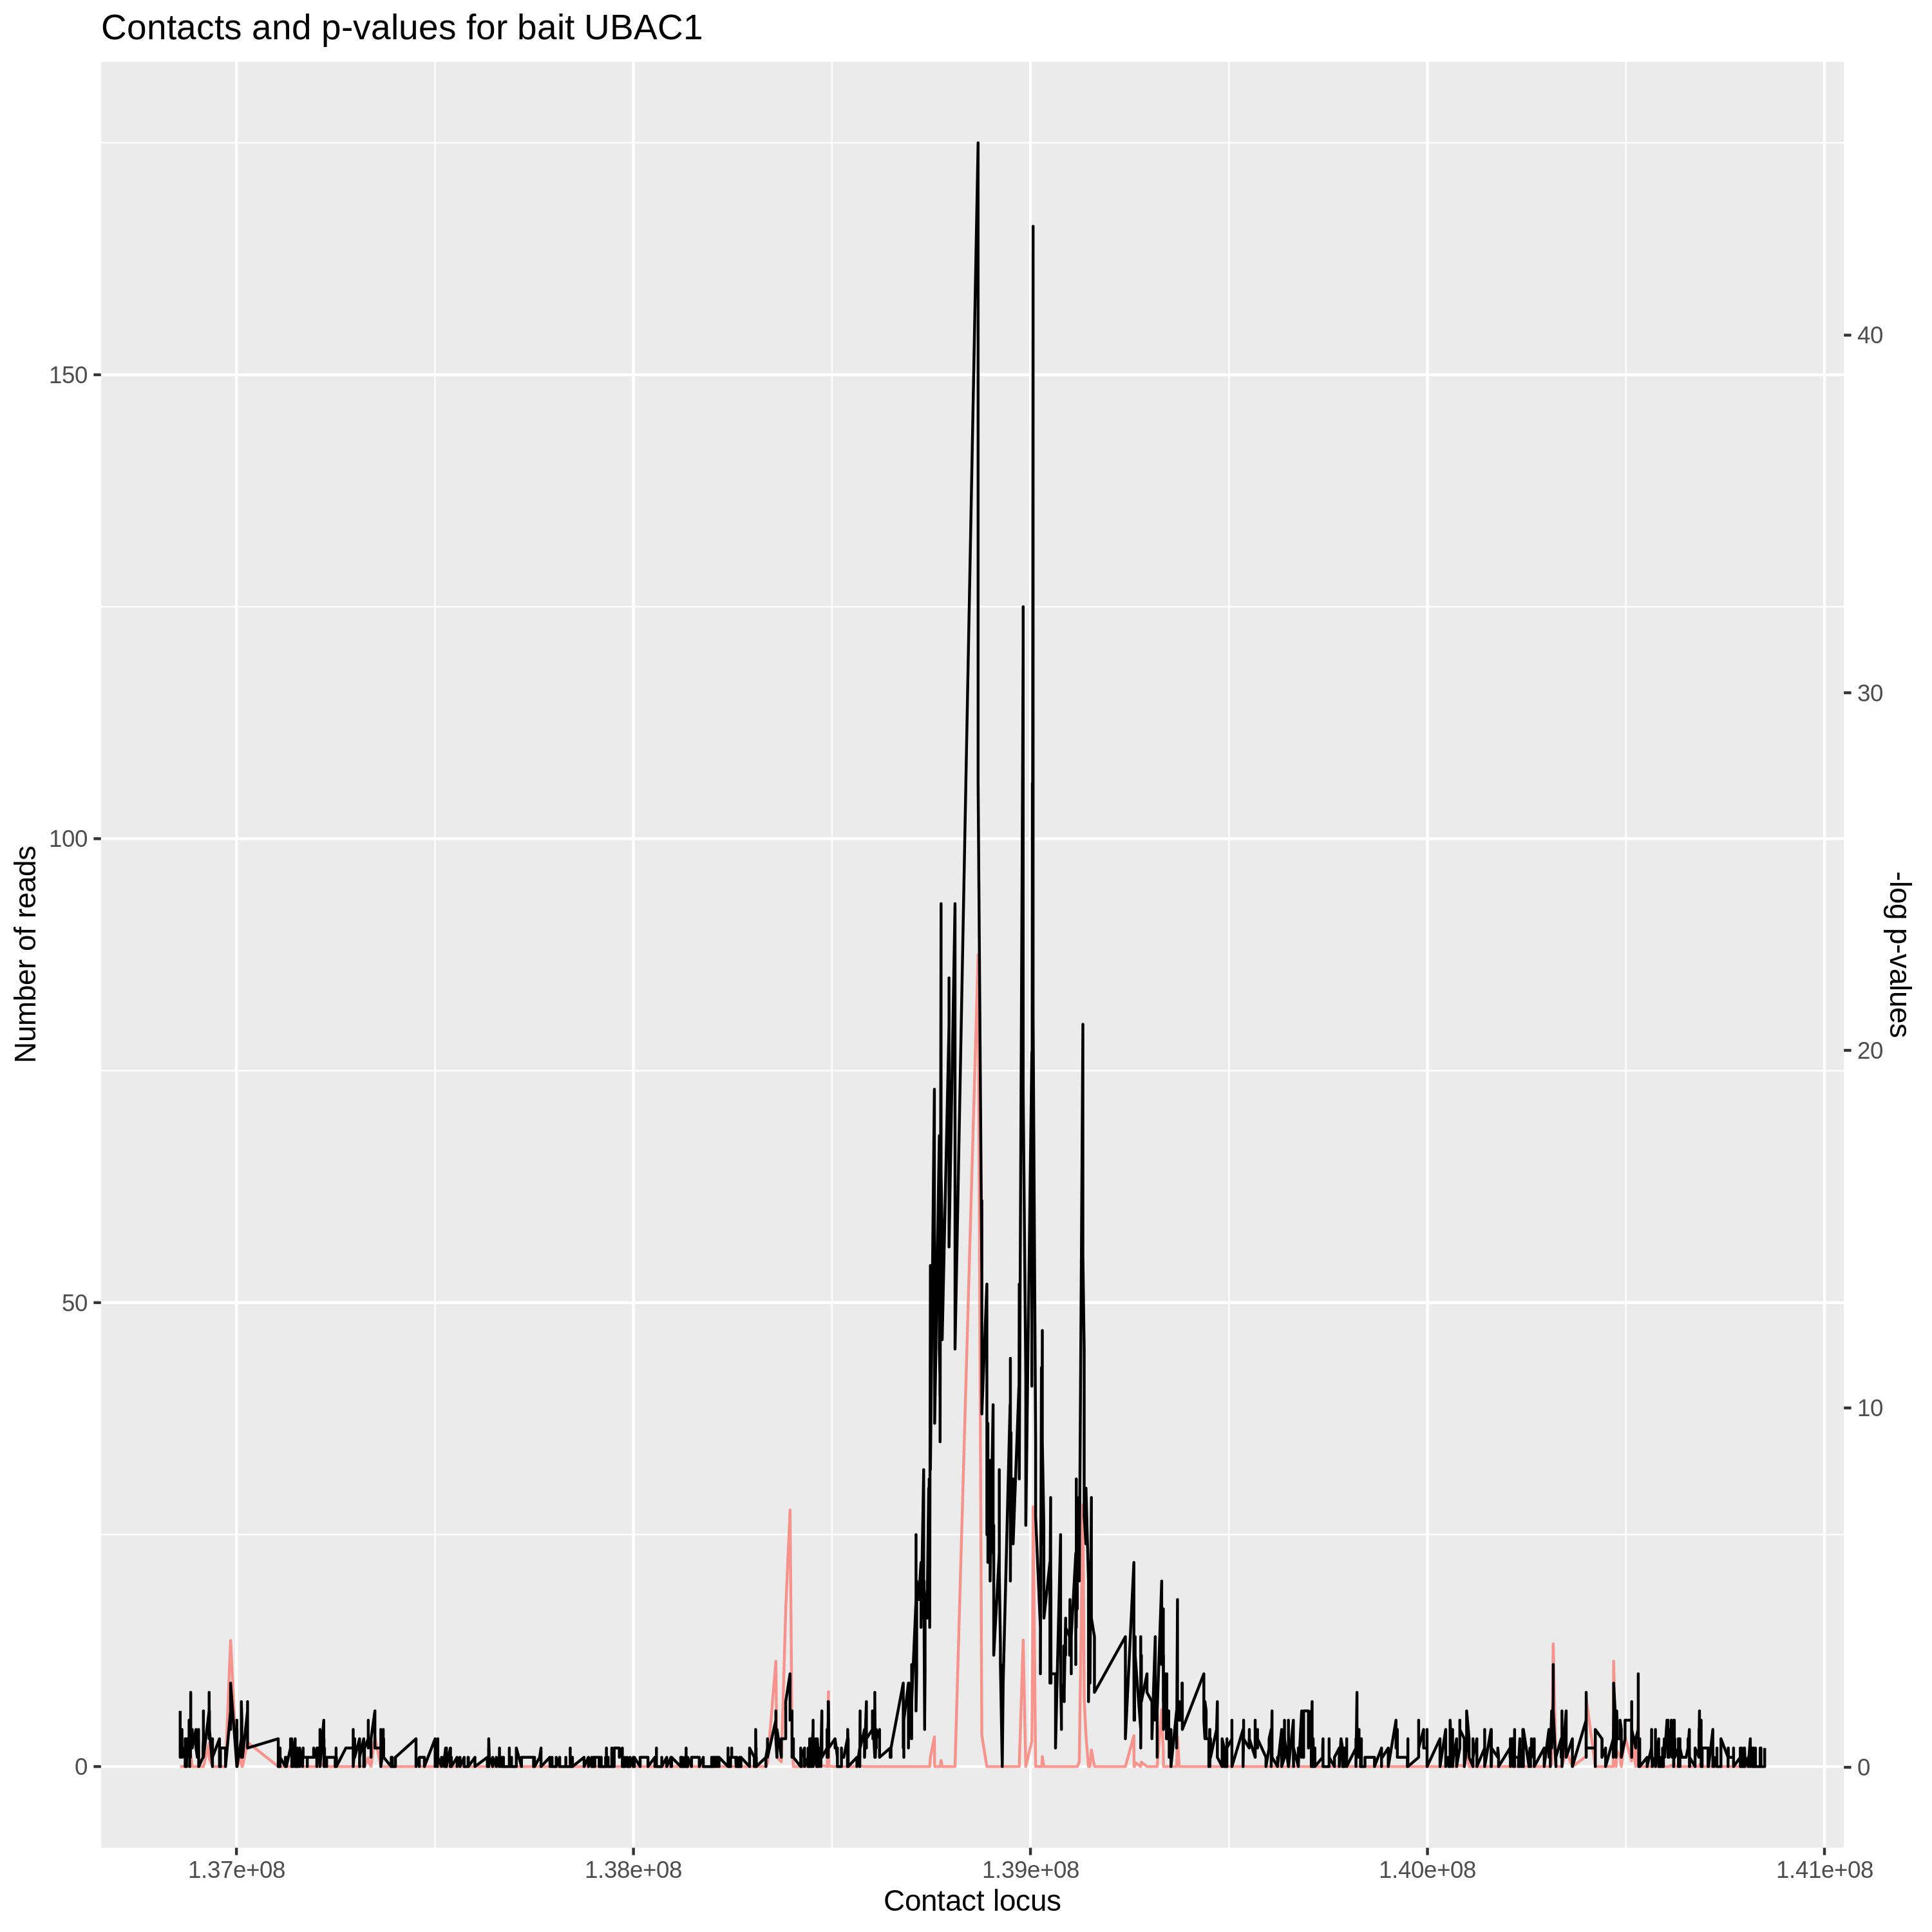 Contacts and p-values for bait UBAC1
Number of reads
150
100
50
0
40
30
20
10
0
-log p-values
1.37e+08
1.38e+08
1.39e+08
1.40e+08
1.41e+08
Contact locus